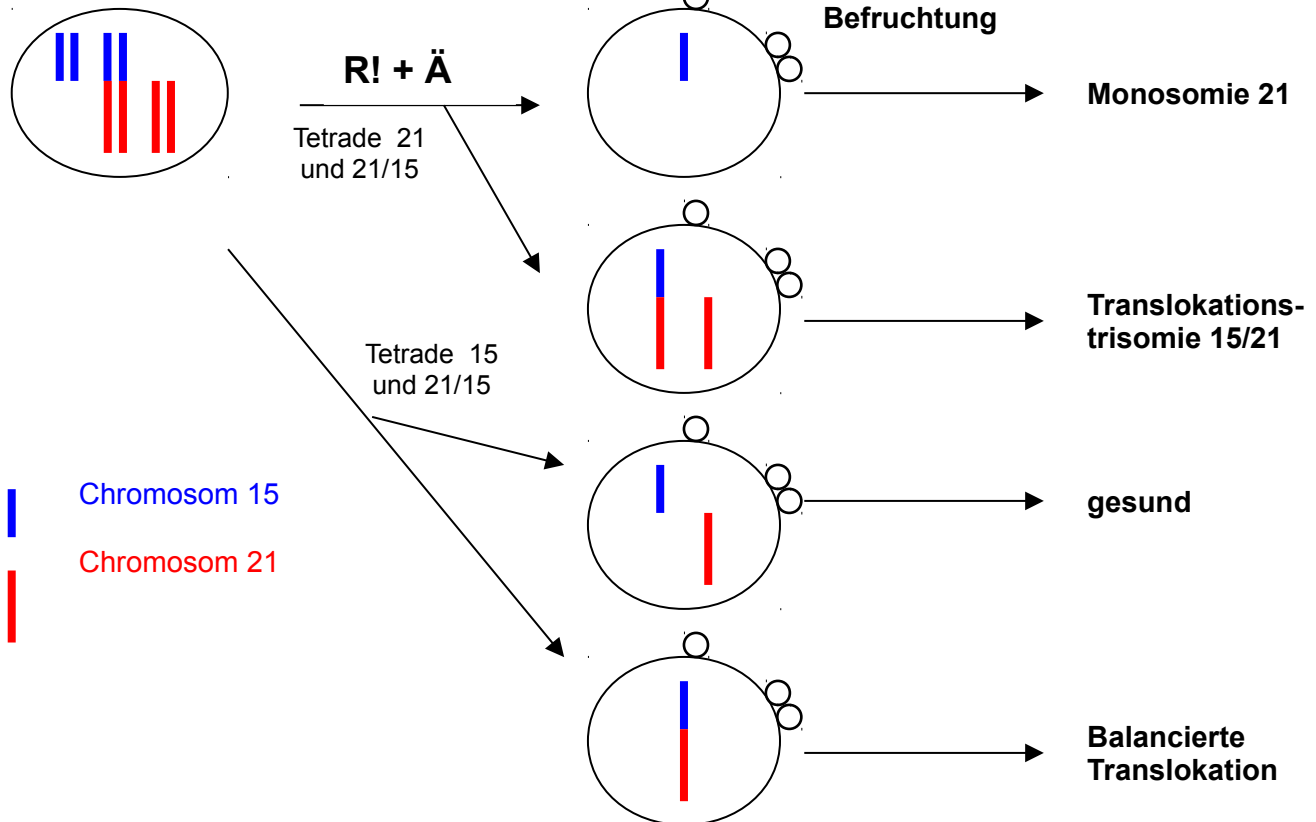 Befruchtung
R! + Ä
Tetrade 21
und 21/15
Monosomie 21
Translokations-
trisomie 15/21
Tetrade 15
und 21/15
Chromosom 15
gesund
Chromosom 21
Balancierte
Translokation